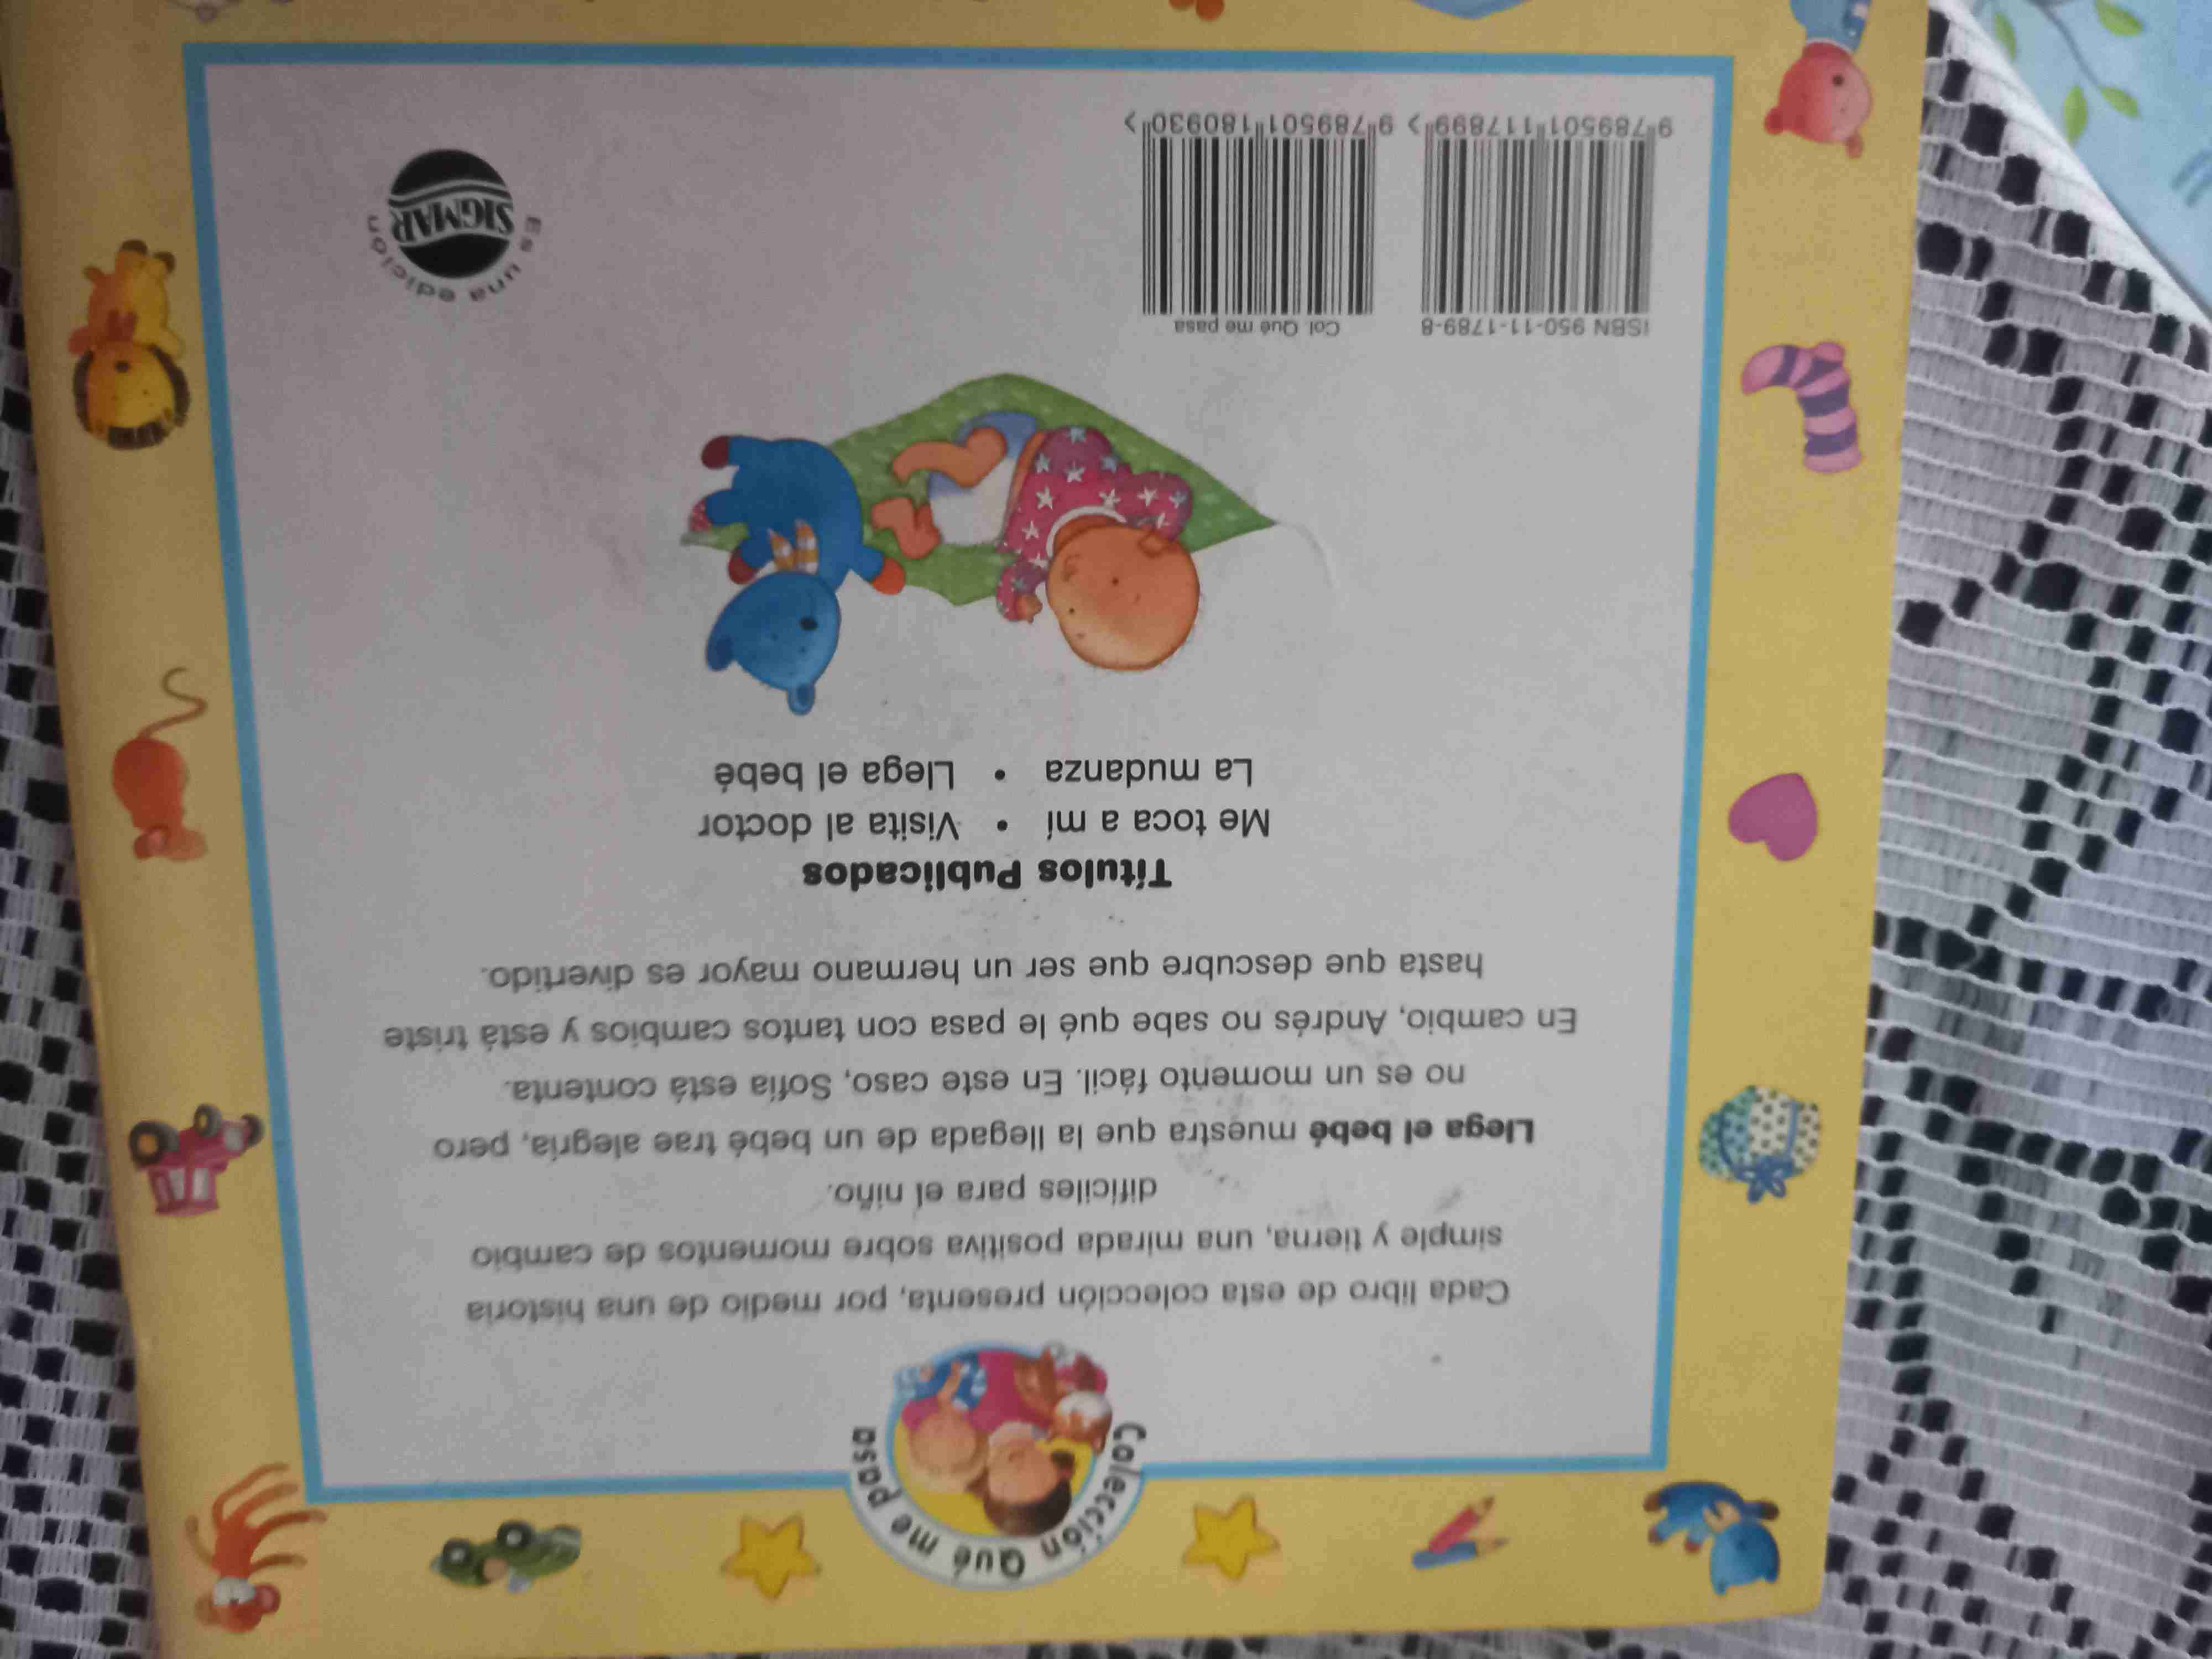 Colección Qué me pasa
Cada libro de esta colección presenta, por medio de una historia
simple y tierna, una mirada positiva sobre momentos de cambio
difíciles para el niño.
Llega el bebé muestra que la llegada de un bebé trae alegría, pero
no es un momento fácil. En este caso, Sofía está contenta.
En cambio, Andrés no sabe qué le pasa con tantos cambios y está triste
hasta que descubre que ser un hermano mayor es divertido.
Títulos Publicados
Me toca a mí • Visita al doctor
La mudanza • Llega el bebé
ISBN 950-11-1789-8
9 789501 117899 >
Col. Qué me pasa
9 789501 180930 >
Es una edición
SIGMAR